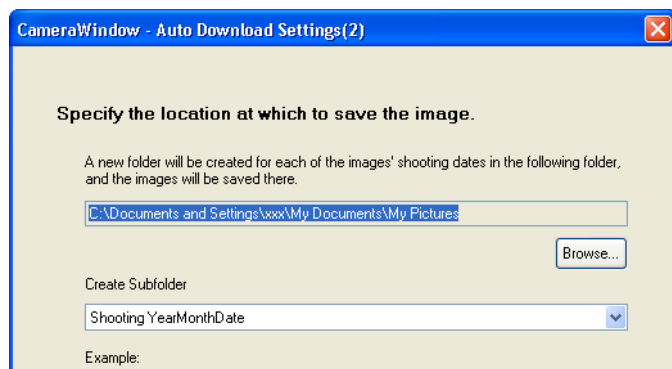 CameraWindow - Auto Download Settings(2)
Specify the location at which to save the image.
A new folder will be created for each of the images' shooting dates in the following folder,
and the images will be saved there.
C:\Documents and Settings\xxx\My Documents\My Pictures
Browse...
Create Subfolder
Shooting YearMonthDate
Example: